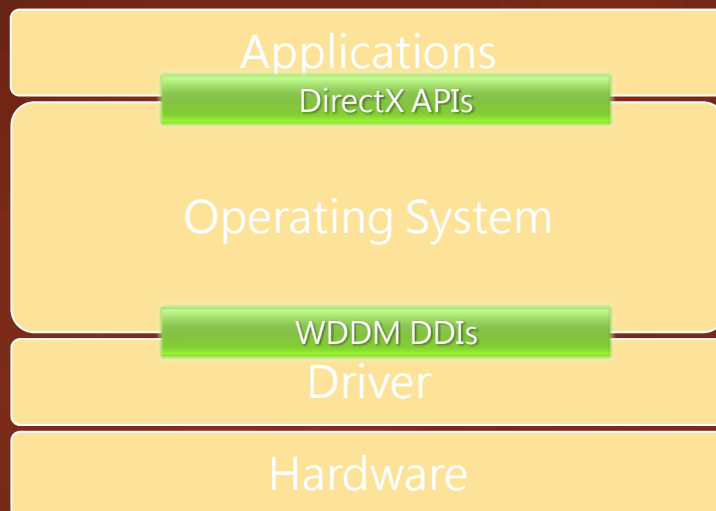 Applications
DirectX APIs
Operating System
WDDM DDIs
Driver
Hardware